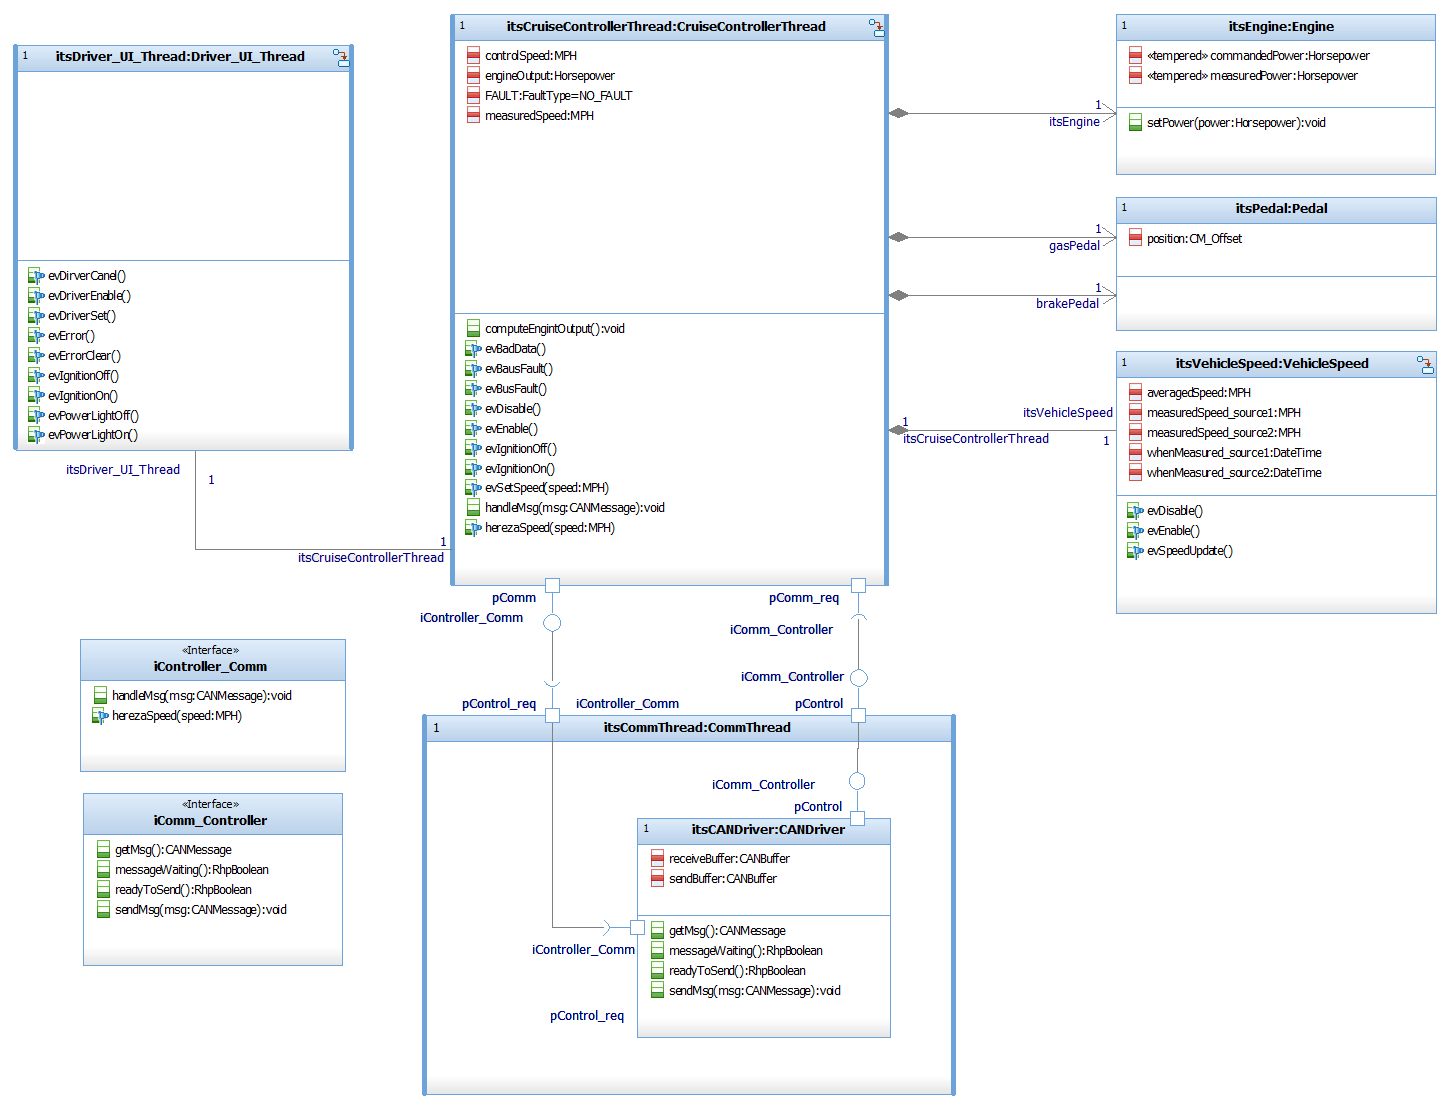 1 itsDriver_UI_Thread:Driver_UI_Thread
evDirverCanel()
evDriverEnable()
evDriverSet()
evError()
evErrorClear()
evIgnitionOff()
evIgnitionOn()
evPowerLightOff()
evPowerLightOn()
itsDriver_UI_Thread
1
1
itsCruiseControllerThread
1 itsCruiseControllerThread:CruiseControllerThread
controlSpeed:MPH
engineOutput:Horsepower
FAULT:FaultType=NO_FAULT
measuredSpeed:MPH
computeEngintOutput():void
evBadData()
evBausFault()
evBusFault()
evDisable()
evEnable()
evIgnitionOff()
evIgnitionOn()
evSetSpeed(speed:MPH)
handleMsg(msg:CANMessage):void
herezaSpeed(speed:MPH)
1
itsEngine
1
gasPedal
1
brakePedal
itsVehicleSpeed
1
itsCruiseControllerThread
1
1 itsEngine:Engine
«tempered» commandedPower:Horsepower
«tempered» measuredPower:Horsepower
setPower(power:Horsepower):void
1 itsPedal:Pedal
position:CM_Offset
1 itsVehicleSpeed:VehicleSpeed
averagedSpeed:MPH
measuredSpeed_source1:MPH
measuredSpeed_source2:MPH
whenMeasured_source1:DateTime
whenMeasured_source2:DateTime
evDisable()
evEnable()
evSpeedUpdate()
pComm
iController_Comm
pComm_req
iComm_Controller
iComm_Controller
pControl_req
iController_Comm
pControl
«Interface»
iController_Comm
handleMsg(msg:CANMessage):void
herezaSpeed(speed:MPH)
«Interface»
iComm_Controller
getMsg():CANMessage
messageWaiting():RhpBoolean
readyToSend():RhpBoolean
sendMsg(msg:CANMessage):void
1 itsCommThread:CommThread
iComm_Controller
pControl
1 itsCANDriver:CANDriver
receiveBuffer:CANBuffer
sendBuffer:CANBuffer
getMsg():CANMessage
messageWaiting():RhpBoolean
readyToSend():RhpBoolean
sendMsg(msg:CANMessage):void
iController_Comm
pControl_req